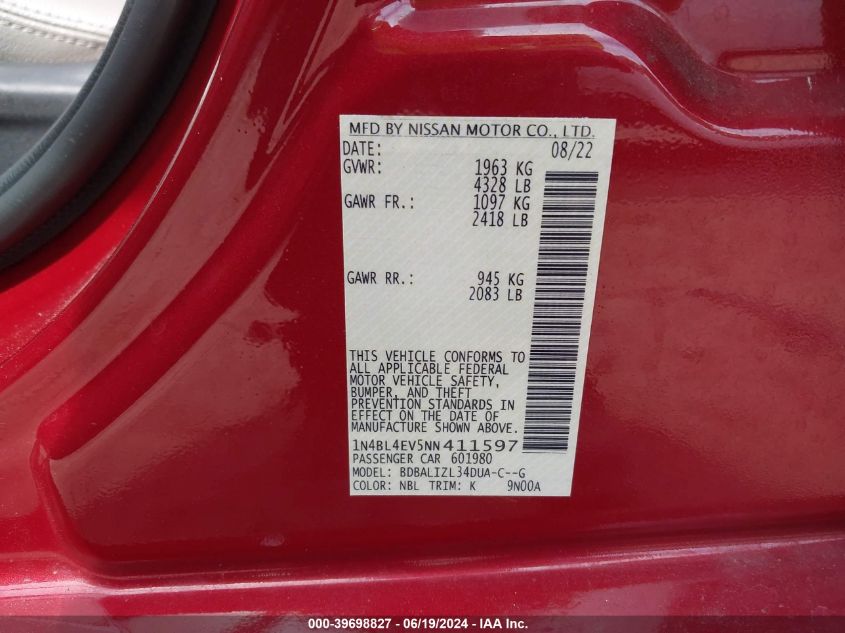 MFD BY NISSAN MOTOR CO., LTD.
DATE: 08/22
GVWR: 1963 KG
4328 LB
GAWR FR.: 1097 KG
2418 LB
GAWR RR.: 945 KG
2083 LB
THIS VEHICLE CONFORMS TO
ALL APPLICABLE FEDERAL
MOTOR VEHICLE SAFETY,
BUMPER, AND THEFT
PREVENTION STANDARDS IN
EFFECT ON THE DATE OF
MANUFACTURE SHOWN ABOVE.
1N4BL4EV5NN411597
PASSENGER CAR 601980
MODEL: BDBALIZL34DUA-C--G
COLOR: NBL TRIM: K 9N00A
000-39698827 - 06/19/2024 - IAA Inc.